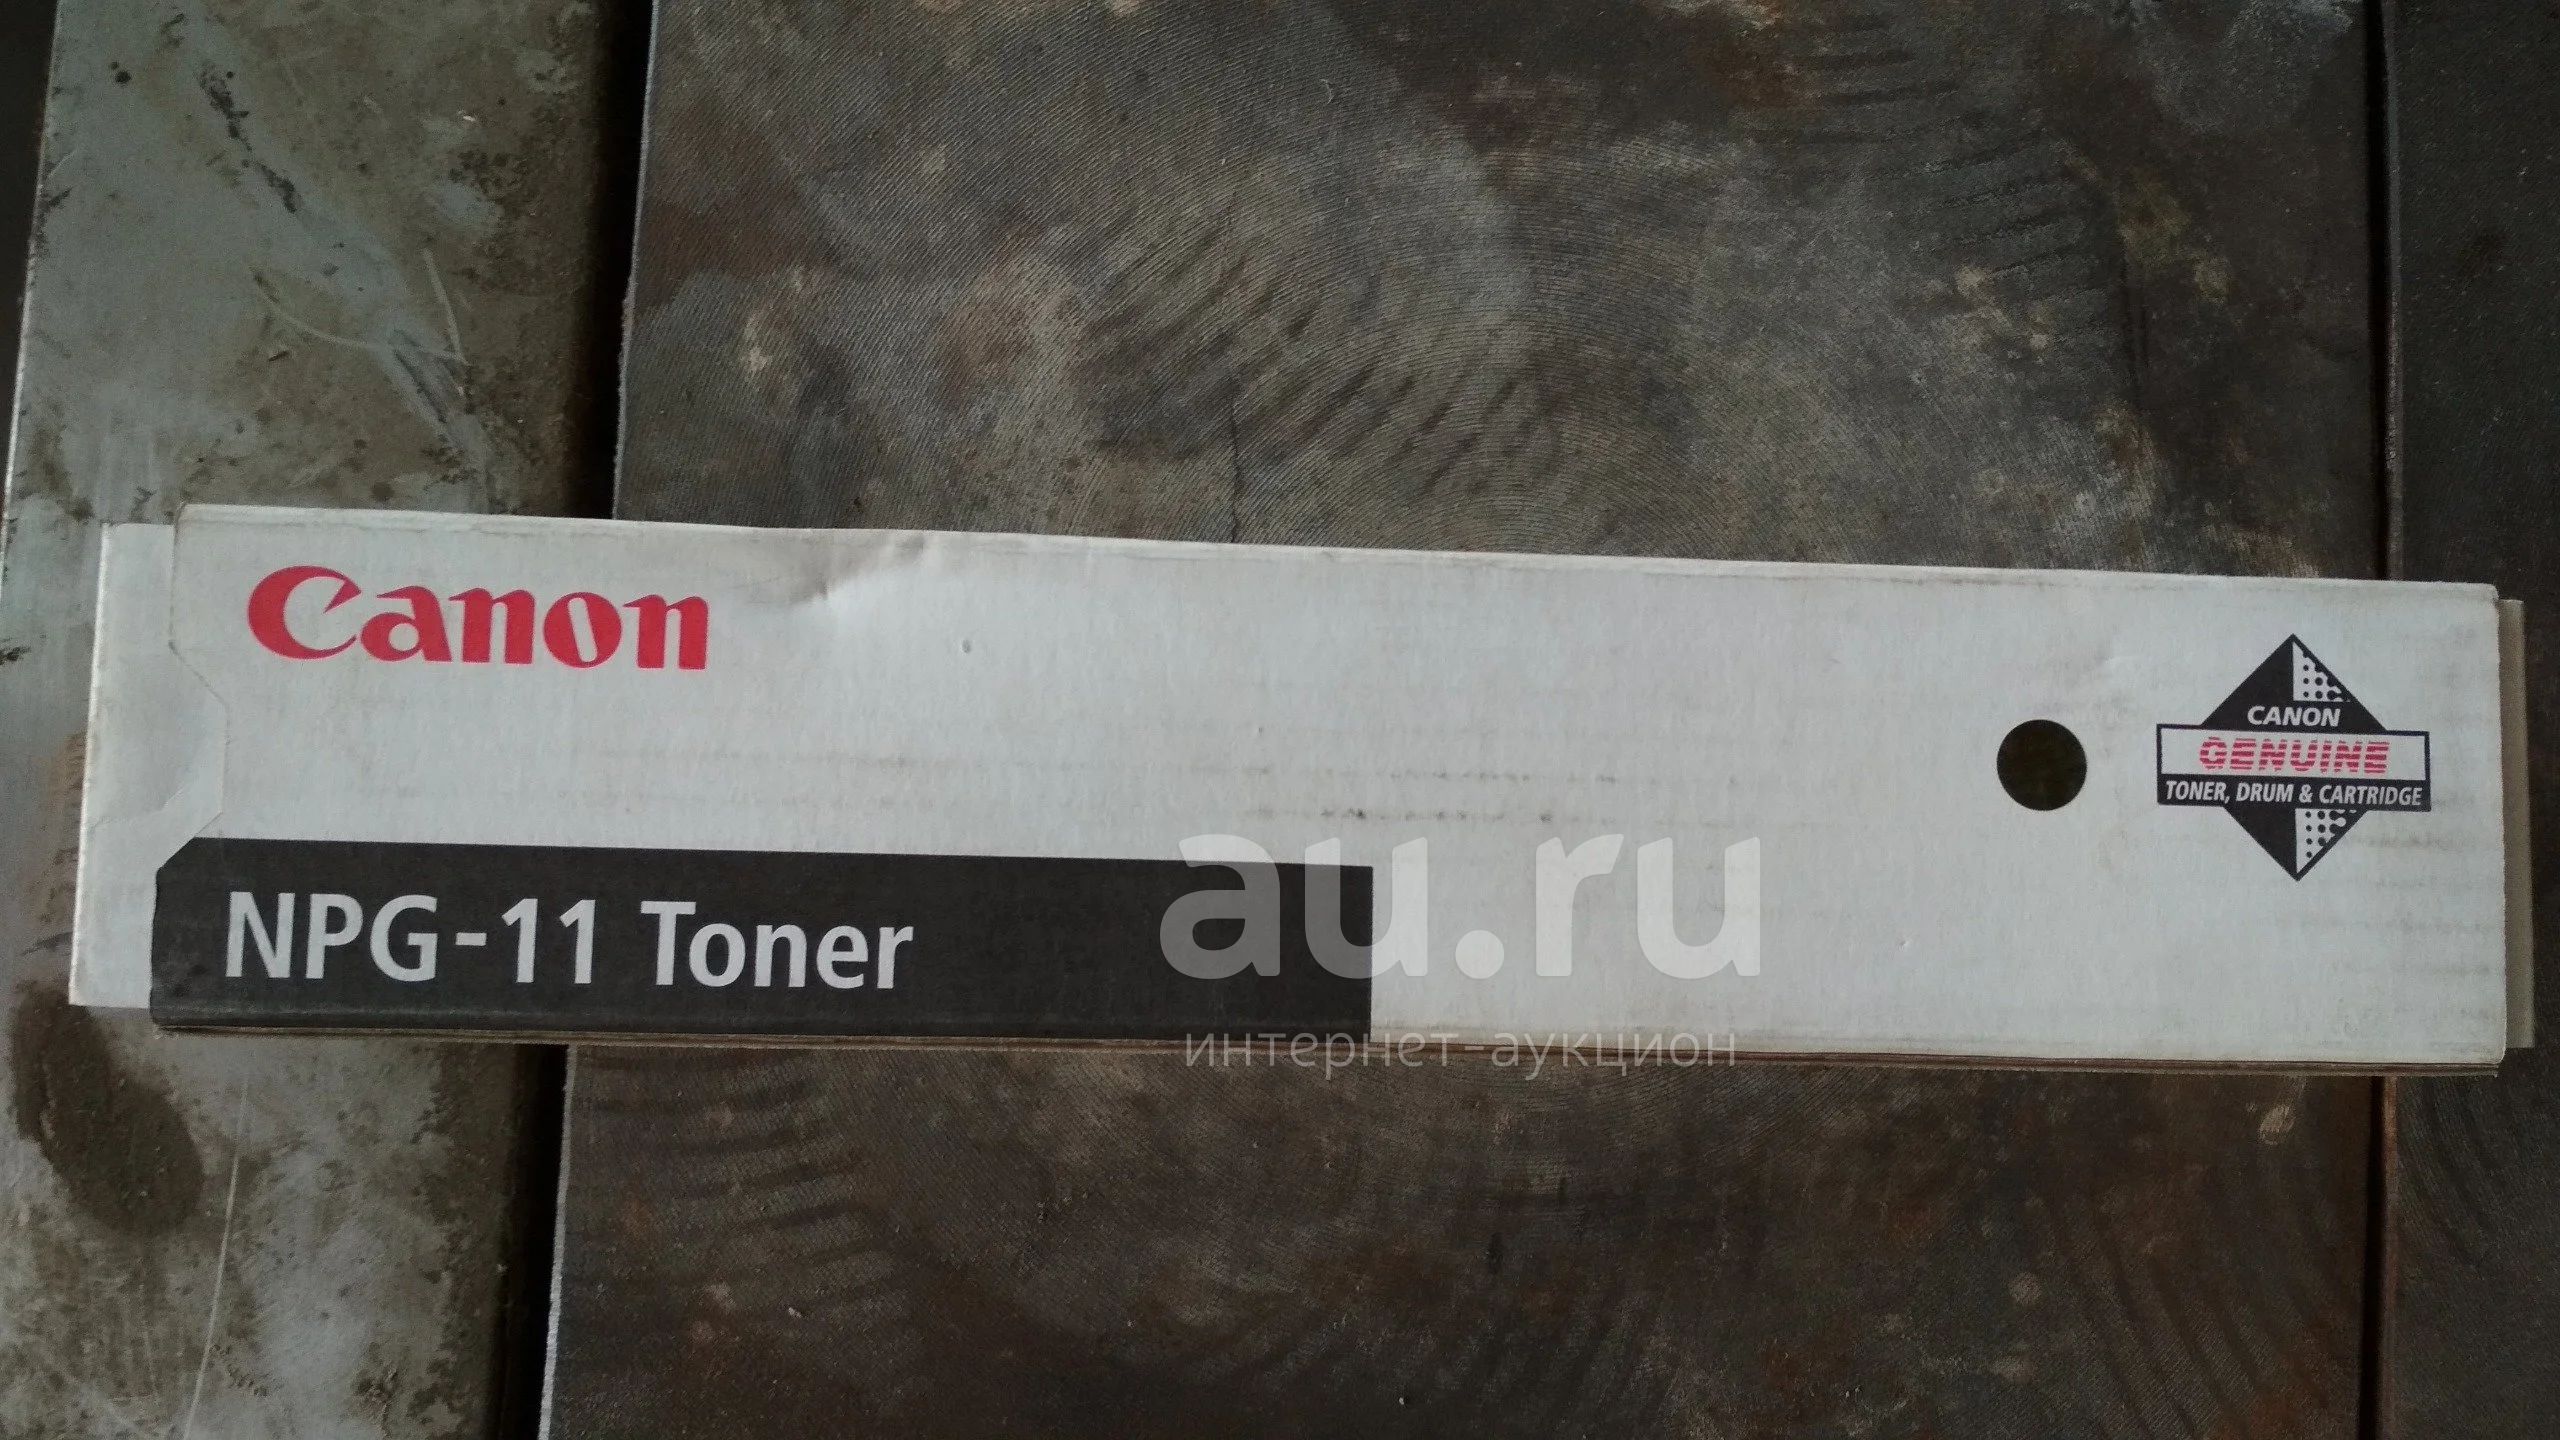 Canon
CANON
GENUINE
TONER, DRUM & CARTRIDGE
NPG-11 Toner
au.ru
интернет-аукцион